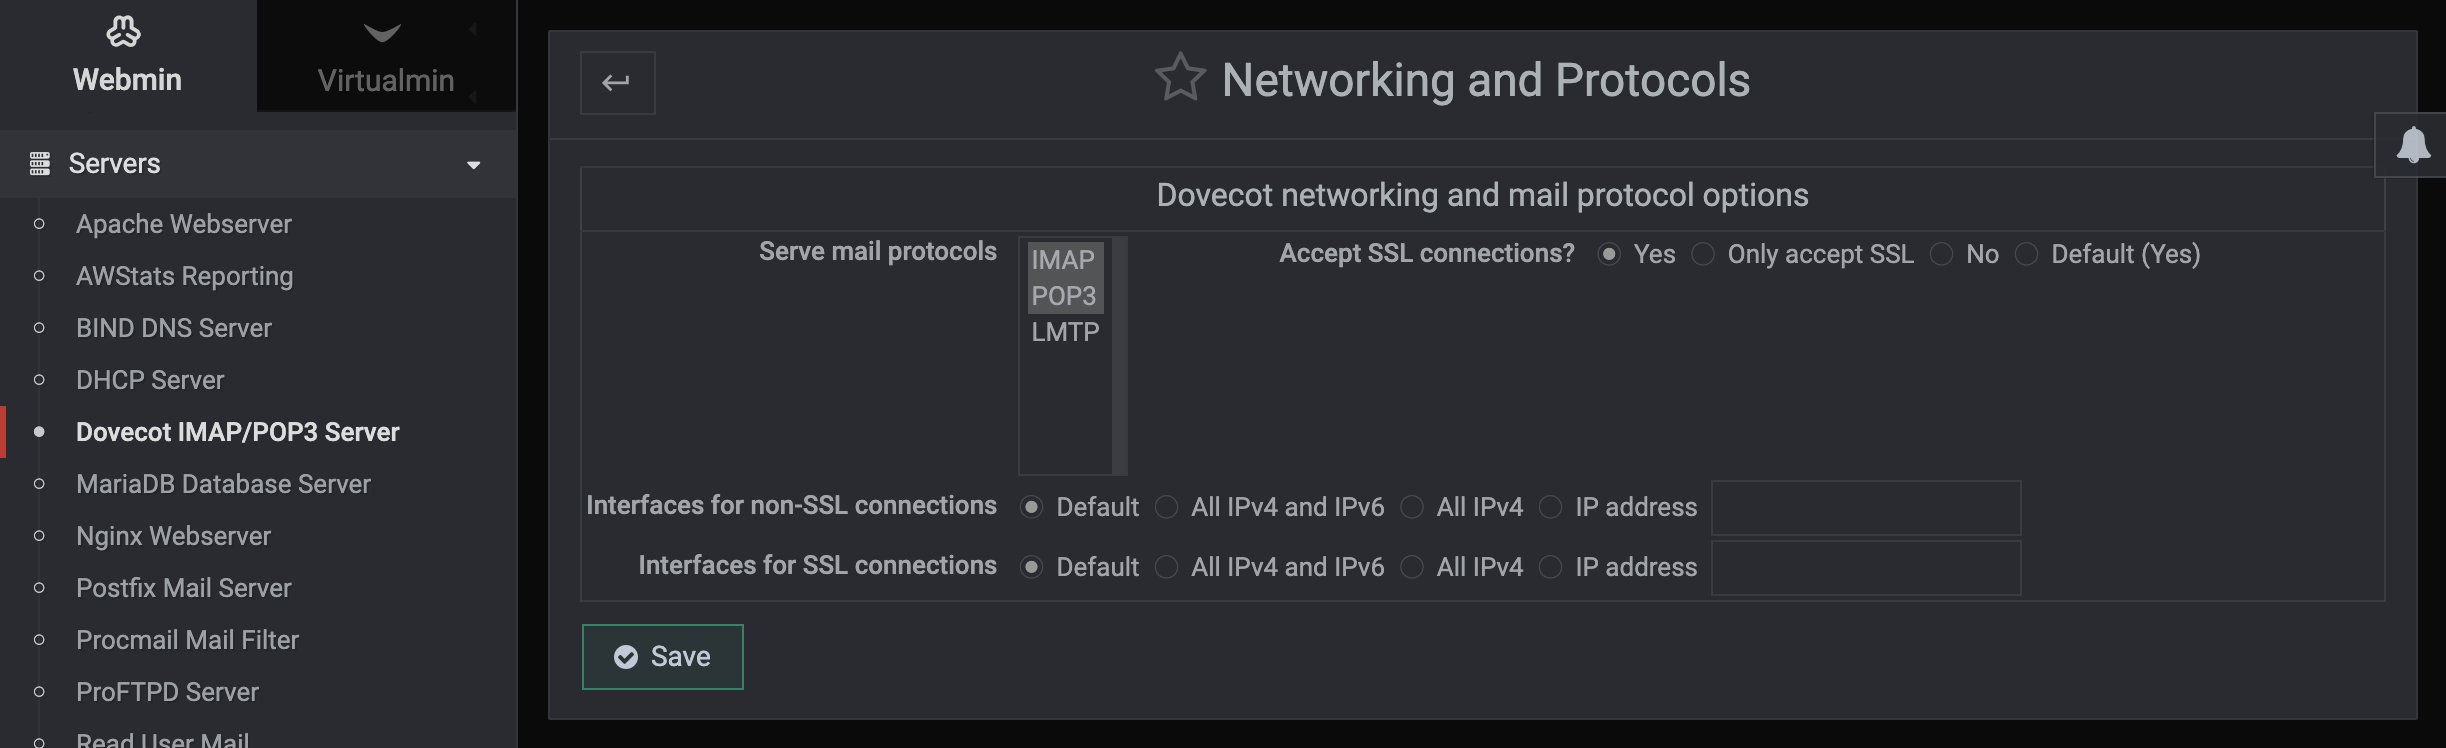 Webmin
Virtualmin
Servers
Apache Webserver
AWStats Reporting
BIND DNS Server
DHCP Server
Dovecot IMAP/POP3 Server
MariaDB Database Server
Nginx Webserver
Postfix Mail Server
Procmail Mail Filter
ProFTPD Server
Read User Mail
Networking and Protocols
Dovecot networking and mail protocol options
Serve mail protocols
IMAP
POP3
LMTP
Accept SSL connections? Yes Only accept SSL No Default (Yes)
Interfaces for non-SSL connections Default All IPv4 and IPv6 All IPv4 IP address
Interfaces for SSL connections Default All IPv4 and IPv6 All IPv4 IP address
Save